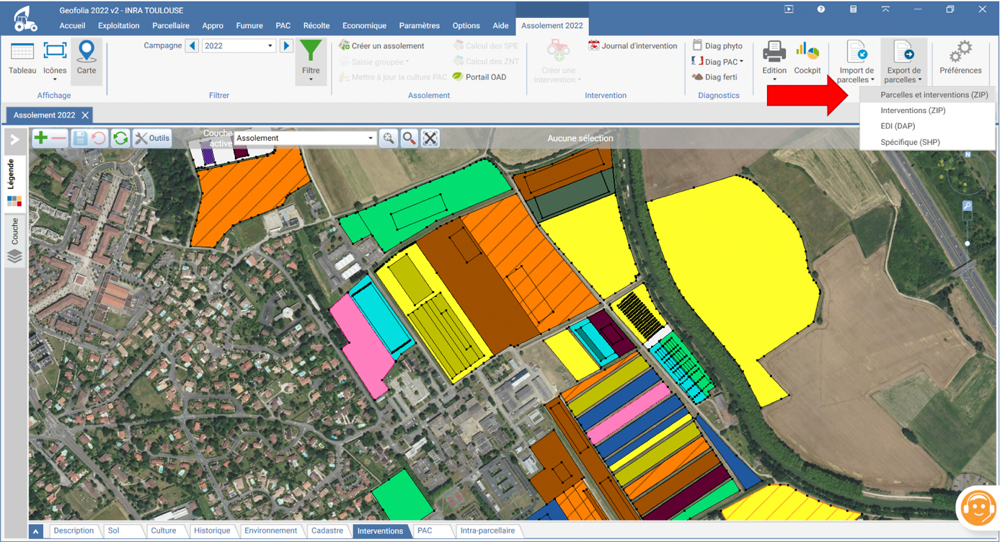 Geofolia 2022 v2 - INRA TOULOUSE
Accueil Exploitation Parcellaire Appro Fumure PAC Récolte Economique Paramètres Options Aide Assolement 2022
Tableau Icônes Carte
Affichage
Campagne 2022
Filtre
Filtrer
Créer un assolement
Saisie groupée
Mettre à jour la culture PAC
Calcul des SPE
Calcul des ZNT
Portail OAD
Assolement
Créer une
intervention
Journal d'intervention
Intervention
Diag phyto
Diag PAC
Diag ferti
Diagnostics
Edition Cockpit
Import de
parcelles
Export de
parcelles
Préférences
Parcelles et interventions (ZIP)
Interventions (ZIP)
EDI (DAP)
Spécifique (SHP)
Assolement 2022
Outils
Couche
active
Assolement
Aucune sélection
N
Légende
Couche
Description Sol Culture Historique Environnement Cadastre Interventions PAC Intra-parcellaire